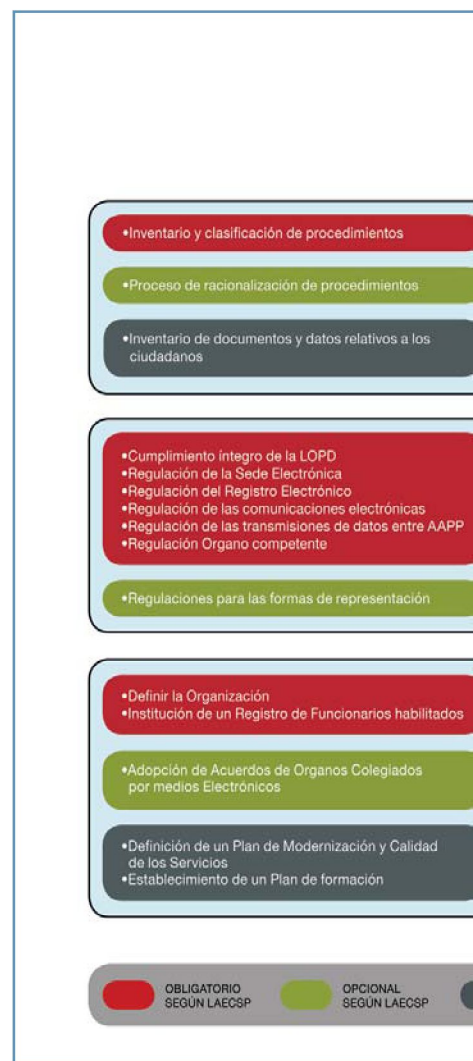 •Inventario y clasificación de procedimientos
•Proceso de racionalización de procedimientos
•Inventario de documentos y datos relativos a los
ciudadanos
•Cumplimiento íntegro de la LOPD
•Regulación de la Sede Electrónica
•Regulación del Registro Electrónico
•Regulación de las comunicaciones electrónicas
•Regulación de las transmisiones de datos entre AAPP
•Regulación Organo competente
•Regulaciones para las formas de representación
•Definir la Organización
•Institución de un Registro de Funcionarios habilitados
•Adopción de Acuerdos de Organos Colegiados
por medios Electrónicos
•Definición de un Plan de Modernización y Calidad
de los Servicios
•Establecimiento de un Plan de formación
OBLIGATORIO
SEGÚN LAECSP
OPCIONAL
SEGÚN LAECSP